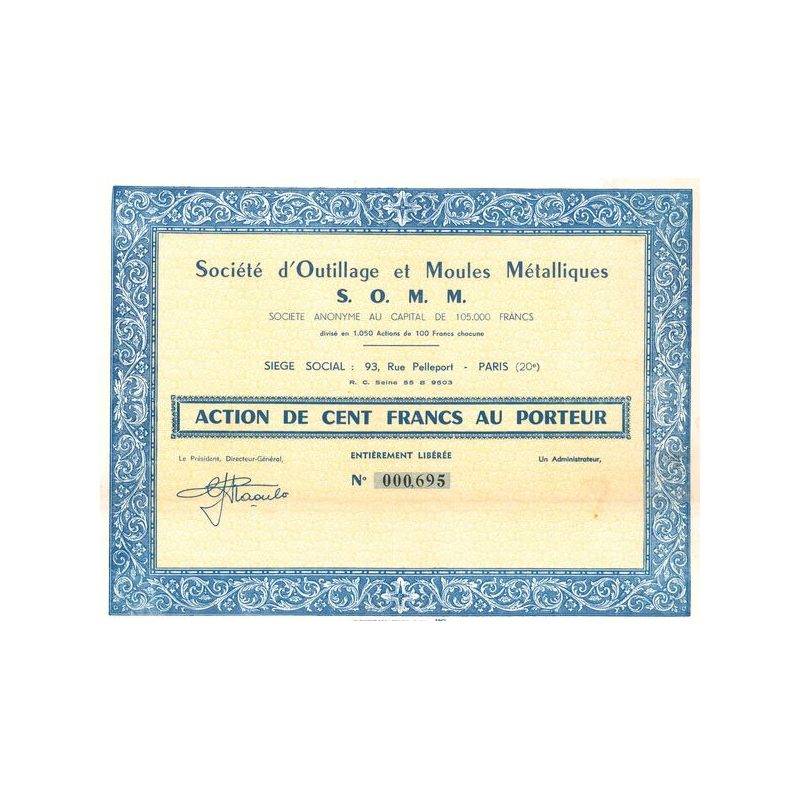 Société d'Outillage et Moules Métalliques
S. O. M. M.
SOCIETE ANONYME AU CAPITAL DE 105.000 FRANCS
divisé en 1.050 Actions de 100 Francs chacune
SIEGE SOCIAL : 93, Rue Pelleport - PARIS (20e)
R. C. Seine 55 B 9503
ACTION DE CENT FRANCS AU PORTEUR
Le Président, Directeur-Général,
ENTIÈREMENT LIBÉRÉE
Un Administrateur,
N° 000,695